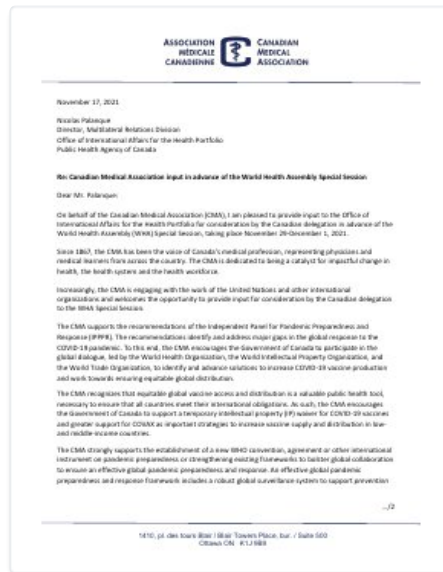 ASSOCIATION
MÉDICALE
CANADIENNE
CANADIAN
MEDICAL
ASSOCIATION
November 17, 2021
Nicolas Palanque
Director, Multilateral Relations Division
Office of International Affairs for the Health Portfolio
Public Health Agency of Canada
Re: Canadian Medical Association input in advance of the World Health Assembly Special Session
Dear Mr. Palanque:
On behalf of the Canadian Medical Association (CMA), I am pleased to provide input to the Office of
International Affairs for the Health Portfolio for consideration by the Canadian delegation in advance of the
World Health Assembly (WHA) Special Session, taking place November 29-December 1, 2021.
Since 1867, the CMA has been the voice of Canada's medical profession, representing physicians and
medical learners from across the country. The CMA is dedicated to being a catalyst for impactful change in
health, the health system and the health workforce.
Increasingly, the CMA is engaging with the work of the United Nations and other international
organizations and welcomes the opportunity to provide input for consideration by the Canadian delegation
to the WHA Special Session.
The CMA supports the recommendations of the Independent Panel for Pandemic Preparedness and
Response (IPPPR). The recommendations identify and address major gaps in the global response to the
COVID-19 pandemic. To this end, the CMA encourages the Government of Canada to participate in the
global dialogue, led by the World Health Organization, the World Intellectual Property Organization, and
the World Trade Organization, to identify and advance solutions to increase COVID-19 vaccine production
and work towards ensuring equitable global distribution.
The CMA recognizes that equitable global vaccine access and distribution is a valuable public health tool,
necessary to ensure that all countries meet their international obligations. As such, the CMA encourages
the Government of Canada to support a temporary intellectual property (IP) waiver for COVID-19 vaccines
and greater support for COVAX as important strategies to increase vaccine supply and distribution in low-
and middle-income countries.
The CMA strongly supports the establishment of a new WHO convention, agreement or other international
instrument on pandemic preparedness or strengthening existing frameworks to bolster global collaboration
to ensure an effective global pandemic preparedness and response. An effective global pandemic
preparedness and response framework includes a robust global surveillance system to support prevention
.../2
1410, pl. des tours Blair / Blair Towers Place, bur. / Suite 500
Ottawa ON K1J 9B9